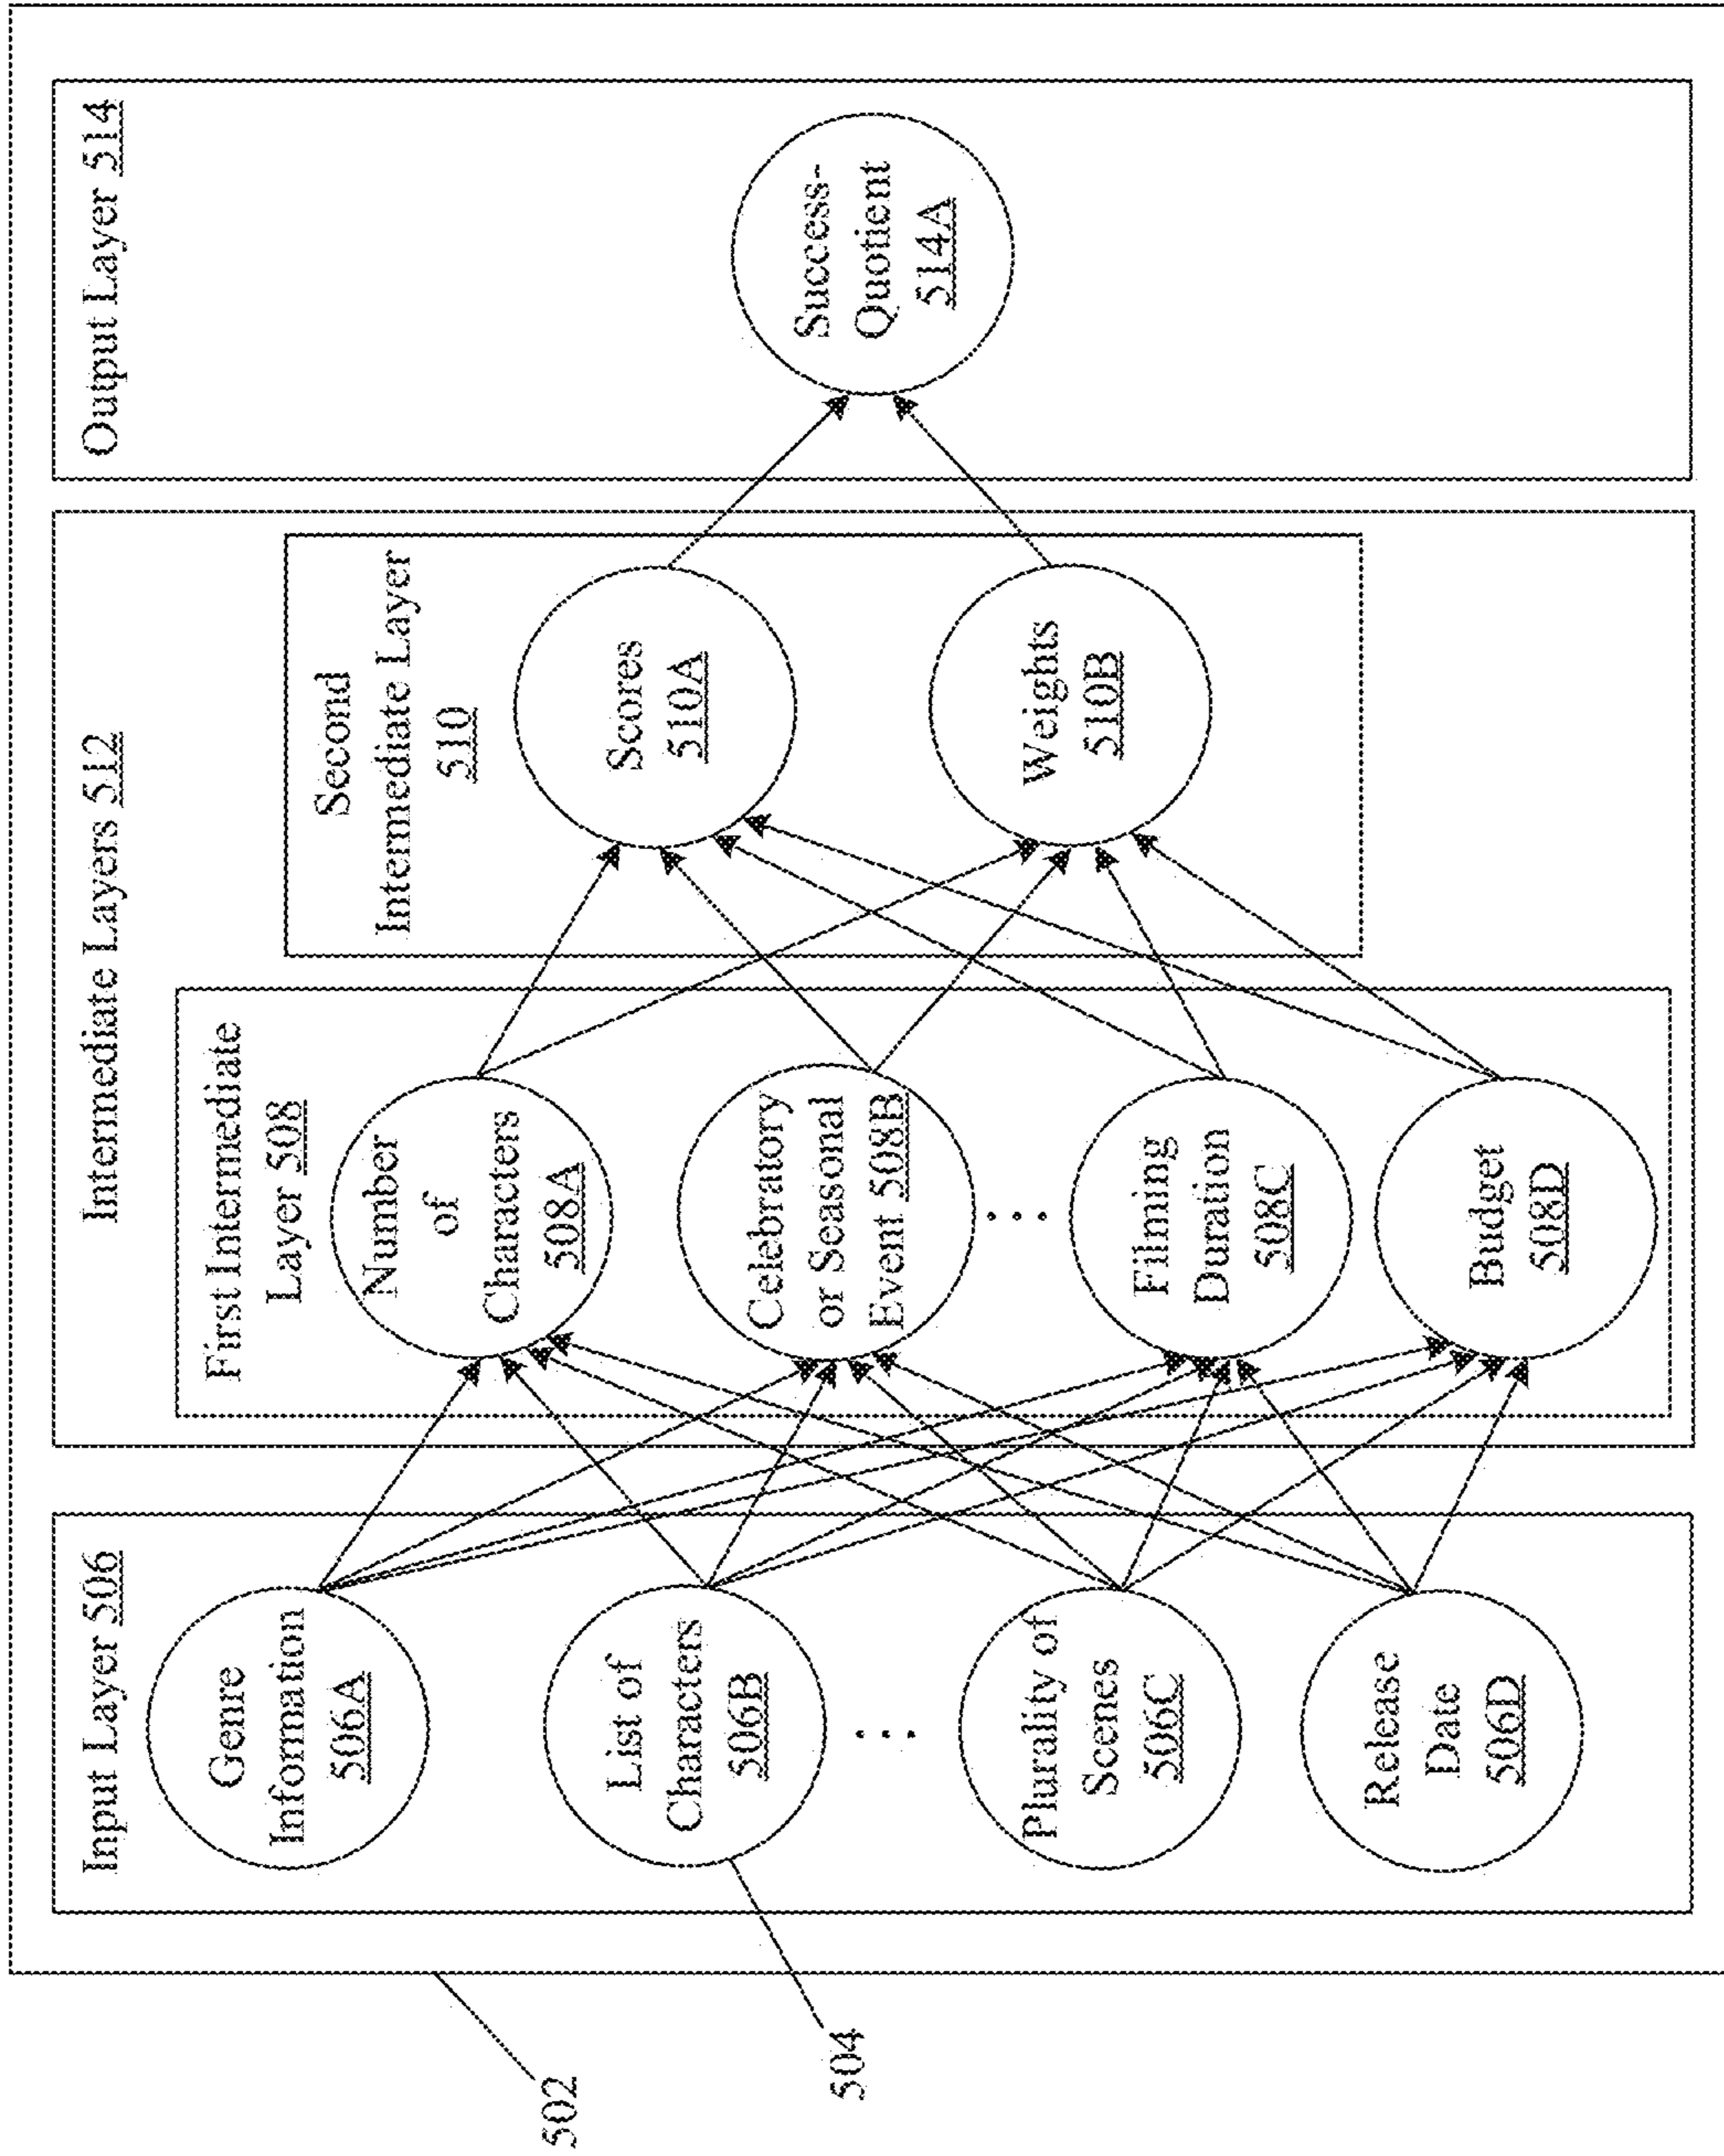 Input Layer 506
Genre
Information
506A
List of
Characters
506B
...
Plurality of
Scenes
506C
Release
Date
506D
Intermediate Layers 512
First Intermediate
Layer 508
Number
of
Characters
508A
Celebratory
or Seasonal
Event 508B
...
Filming
Duration
508C
Budget
508D
Second
Intermediate Layer
510
Scores
510A
Weights
510B
Output Layer 514
Success-
Quotient
514A
502
504